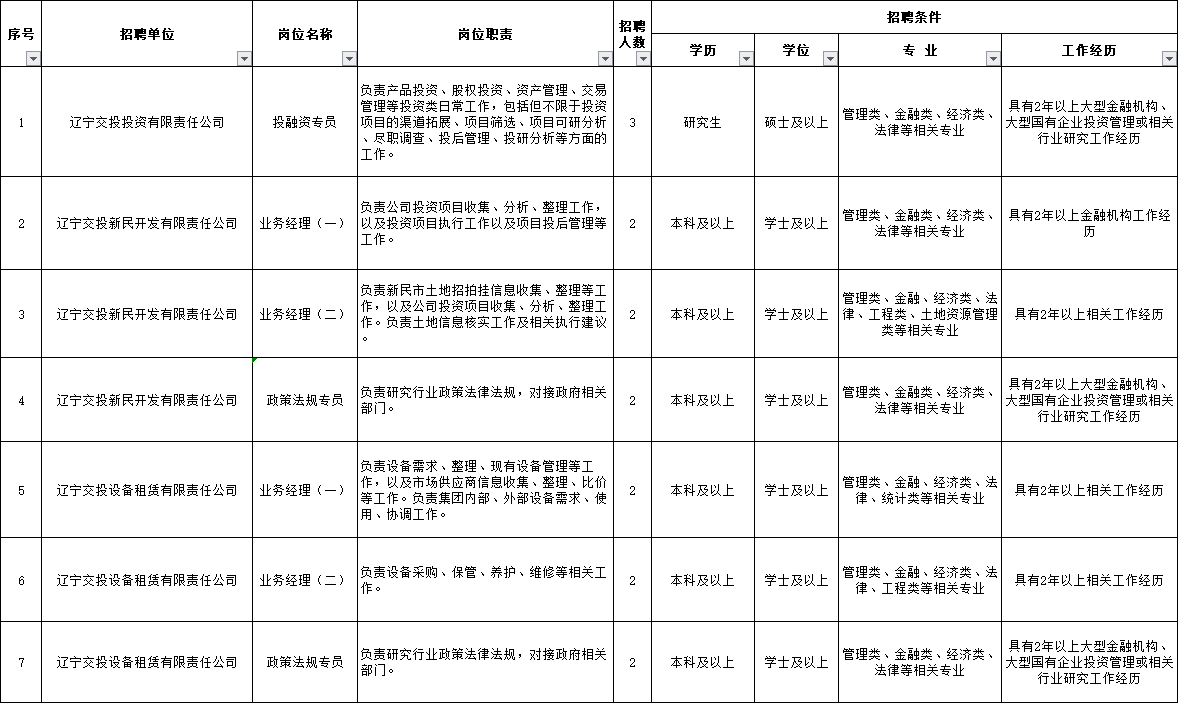 序号
招聘单位
岗位名称
岗位职责
招聘
人数
招聘条件
学历
学位
专 业
工作经历
1
辽宁交投投资有限责任公司
投融资专员
负责产品投资、股权投资、资产管理、交易
管理等投资类日常工作，包括但不限于投资
项目的渠道拓展、项目筛选、项目可研分析
、尽职调查、投后管理、投研分析等方面的
工作。
3
研究生
硕士及以上
管理类、金融类、经济类、
法律等相关专业
具有2年以上大型金融机构、
大型国有企业投资管理或相关
行业研究工作经历
2
辽宁交投新民开发有限责任公司
业务经理（一）
负责公司投资项目收集、分析、整理工作，
以及投资项目执行工作以及项目投后管理等
工作。
2
本科及以上
学士及以上
管理类、金融类、经济类、
法律等相关专业
具有2年以上金融机构工作经
历
3
辽宁交投新民开发有限责任公司
业务经理（二）
负责新民市土地招拍挂信息收集、整理等工
作，以及公司投资项目收集、分析、整理工
作。负责土地信息核实工作及相关执行建议
。
2
本科及以上
学士及以上
管理类、金融、经济类、法
律、工程类、土地资源管理
类等相关专业
具有2年以上相关工作经历
4
辽宁交投新民开发有限责任公司
政策法规专员
负责研究行业政策法律法规，对接政府相关
部门。
2
本科及以上
学士及以上
管理类、金融类、经济类、
法律等相关专业
具有2年以上大型金融机构、
大型国有企业投资管理或相关
行业研究工作经历
5
辽宁交投设备租赁有限责任公司
业务经理（一）
负责设备需求、整理、现有设备管理等工
作，以及市场供应商信息收集、整理、比价
等工作。负责集团内部、外部设备需求、使
用、协调工作。
2
本科及以上
学士及以上
管理类、金融、经济类、法
律、统计类等相关专业
具有2年以上相关工作经历
6
辽宁交投设备租赁有限责任公司
业务经理（二）
负责设备采购、保管、养护、维修等相关工
作。
2
本科及以上
学士及以上
管理类、金融、经济类、法
律、工程类等相关专业
具有2年以上相关工作经历
7
辽宁交投设备租赁有限责任公司
政策法规专员
负责研究行业政策法律法规，对接政府相关
部门。
2
本科及以上
学士及以上
管理类、金融类、经济类、
法律等相关专业
具有2年以上大型金融机构、
大型国有企业投资管理或相关
行业研究工作经历